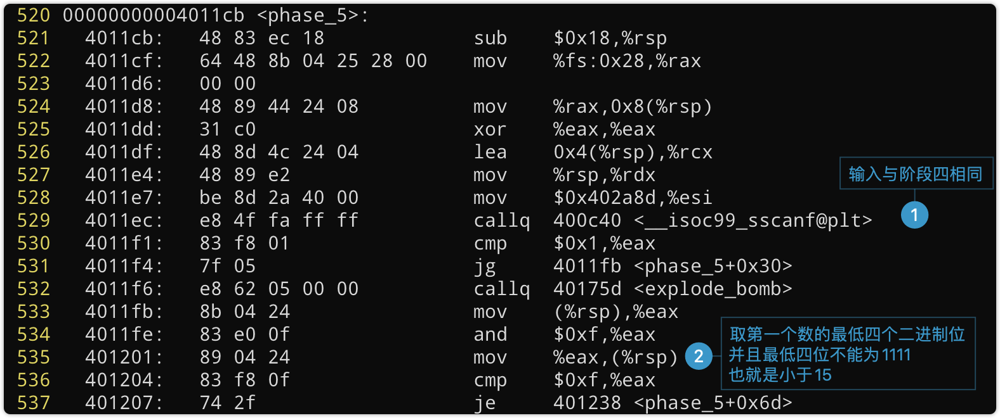 520 00000000004011cb <phase_5>:
521 4011cb: 48 83 ec 18 sub $0x18,%rsp
522 4011cf: 64 48 8b 04 25 28 00 mov %fs:0x28,%rax
523 4011d6: 00 00
524 4011d8: 48 89 44 24 08 mov %rax,0x8(%rsp)
525 4011dd: 31 c0 xor %eax,%eax
526 4011df: 48 8d 4c 24 04 lea 0x4(%rsp),%rcx
527 4011e4: 48 89 e2 mov %rsp,%rdx
输入与阶段四相同
528 4011e7: be 8d 2a 40 00 mov $0x402a8d,%esi
529 4011ec: e8 4f fa ff ff callq 400c40 <__isoc99_sscanf@plt>
1
530 4011f1: 83 f8 01 cmp $0x1,%eax
531 4011f4: 7f 05 jg 4011fb <phase_5+0x30>
532 4011f6: e8 62 05 00 00 callq 40175d <explode_bomb>
533 4011fb: 8b 04 24 mov (%rsp),%eax
534 4011fe: 83 e0 0f and $0xf,%eax
535 401201: 89 04 24 mov %eax,(%rsp)
2
取第一个数的最低四个二进制位
并且最低四位不能为1111
也就是小于15
536 401204: 83 f8 0f cmp $0xf,%eax
537 401207: 74 2f je 401238 <phase_5+0x6d>